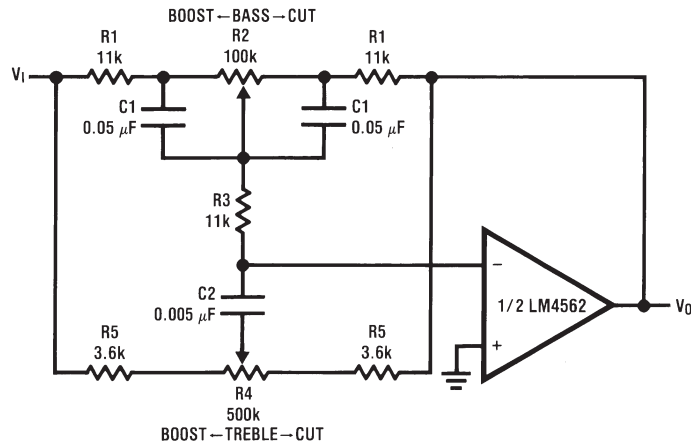 BOOST←BASS→CUT
R1
11k
R2
100k
R1
11k
VI
C1
0.05 μF
C1
0.05 μF
R3
11k
C2
0.005 μF
−
1/2 LM4562
+
VO
R5
3.6k
R5
3.6k
R4
500k
BOOST←TREBLE→CUT